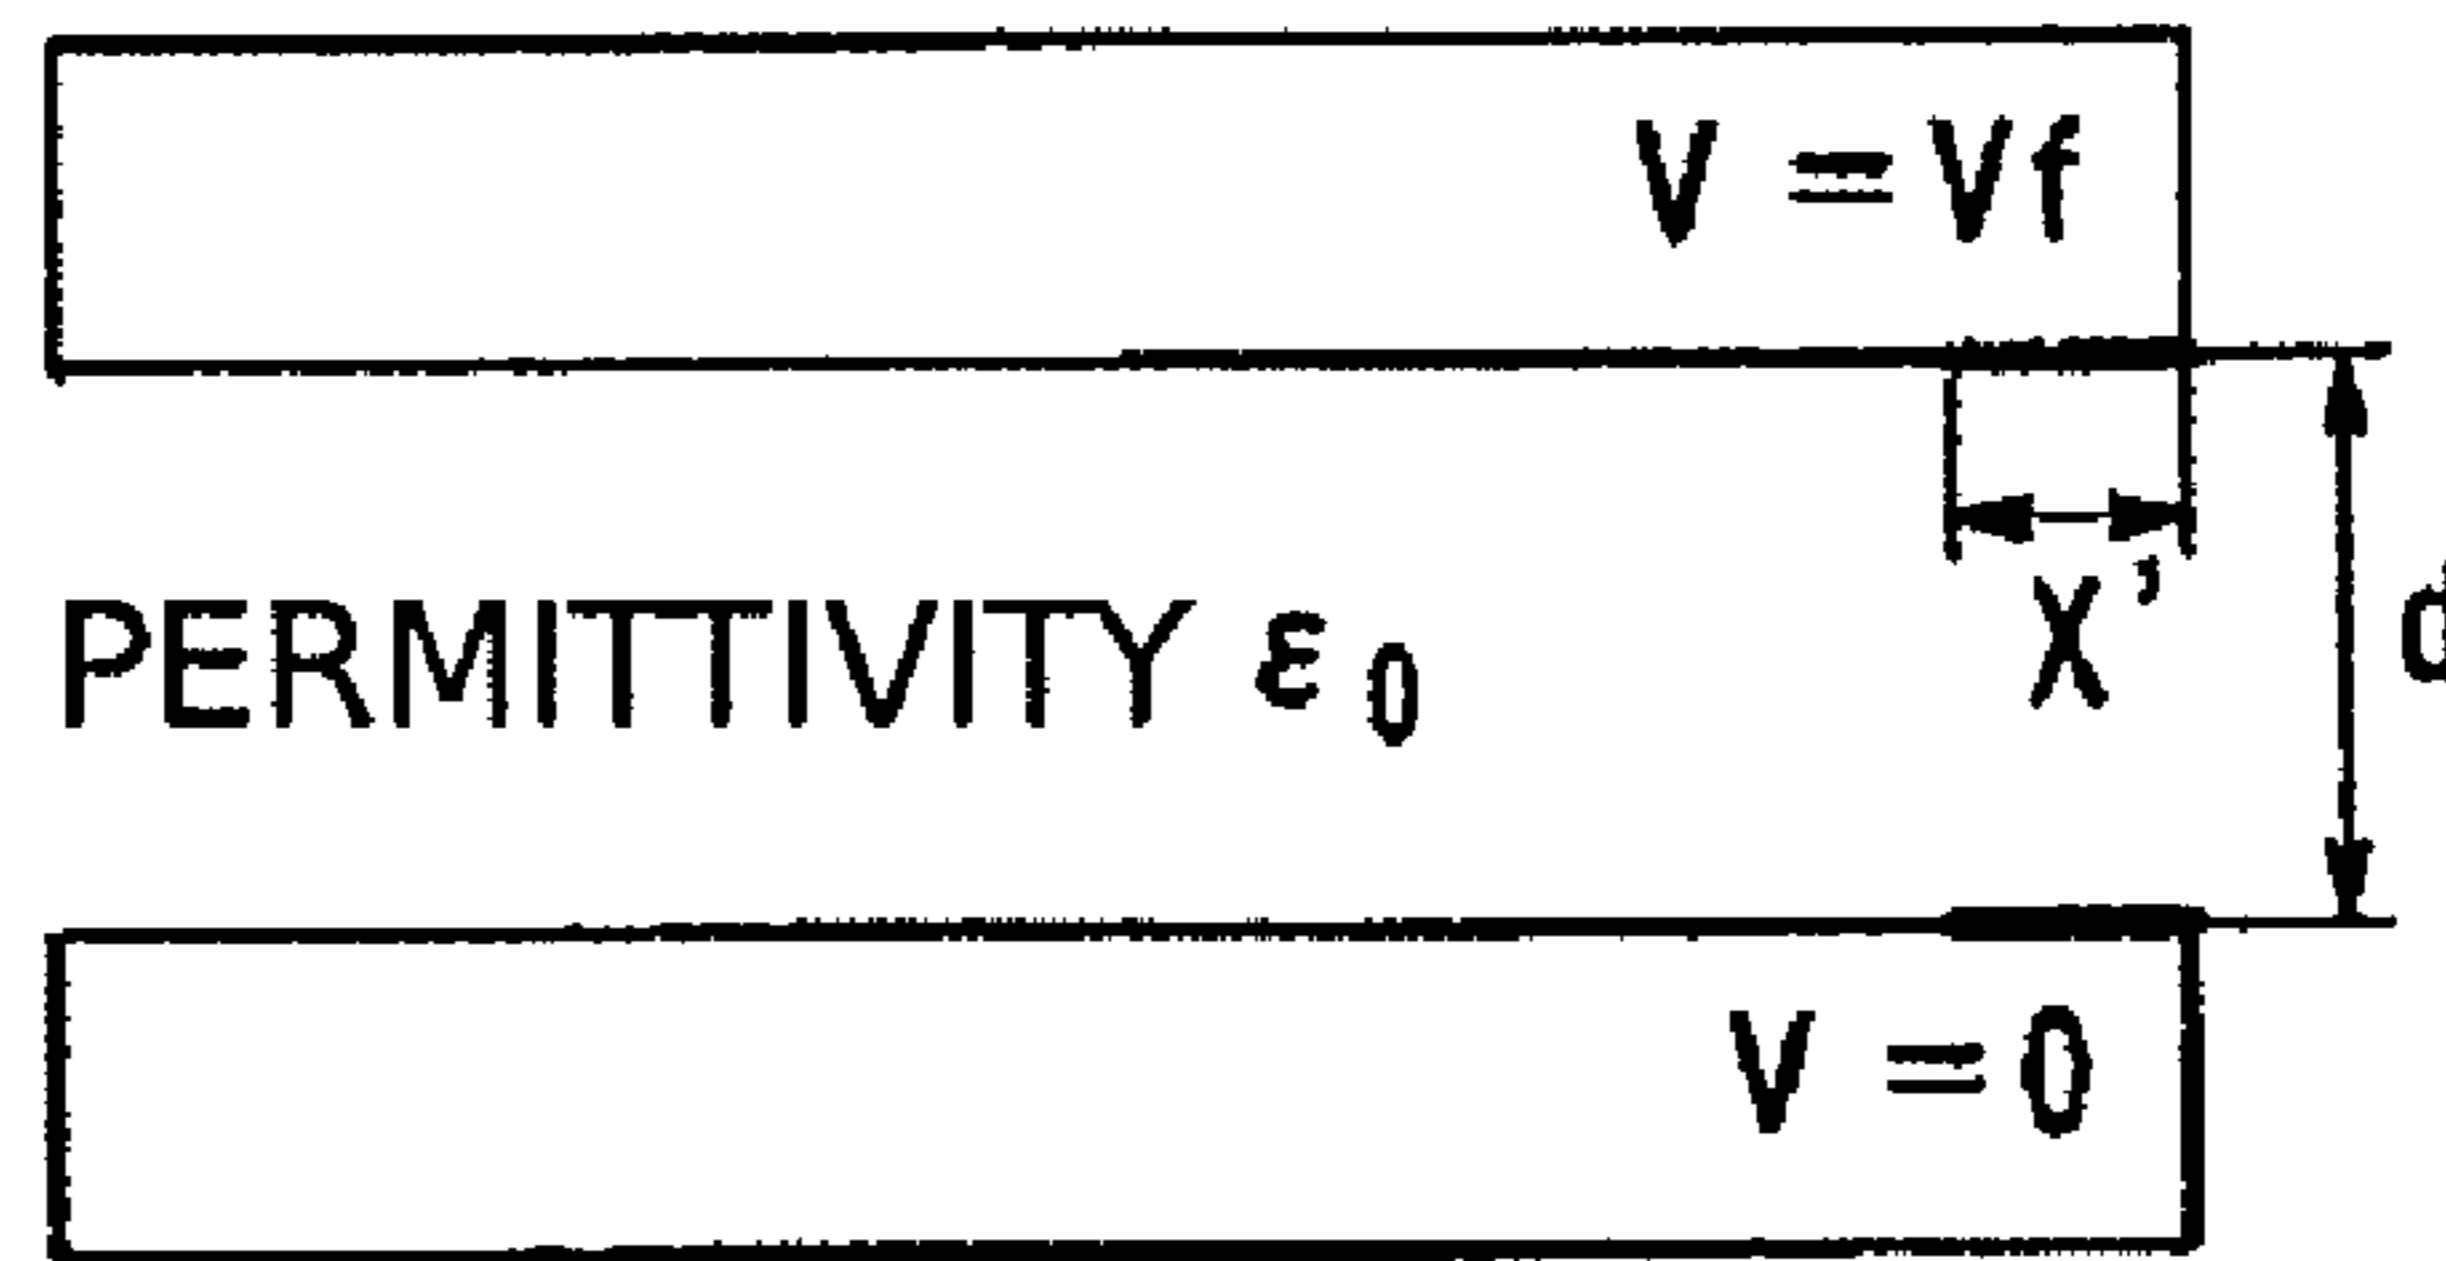 V = Vf
X'
PERMITTIVITY ε0
V = 0